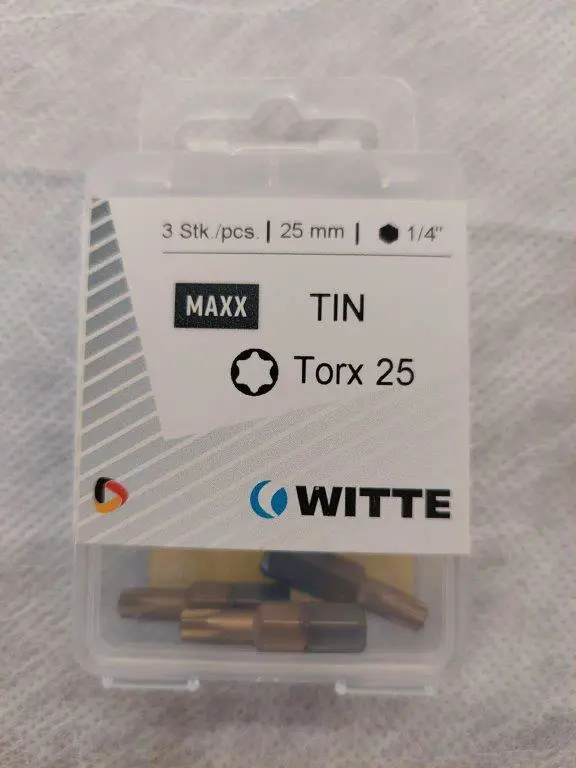 3 Stk./pcs. | 25 mm | 1/4"
MAXX TIN
Torx 25
WITTE